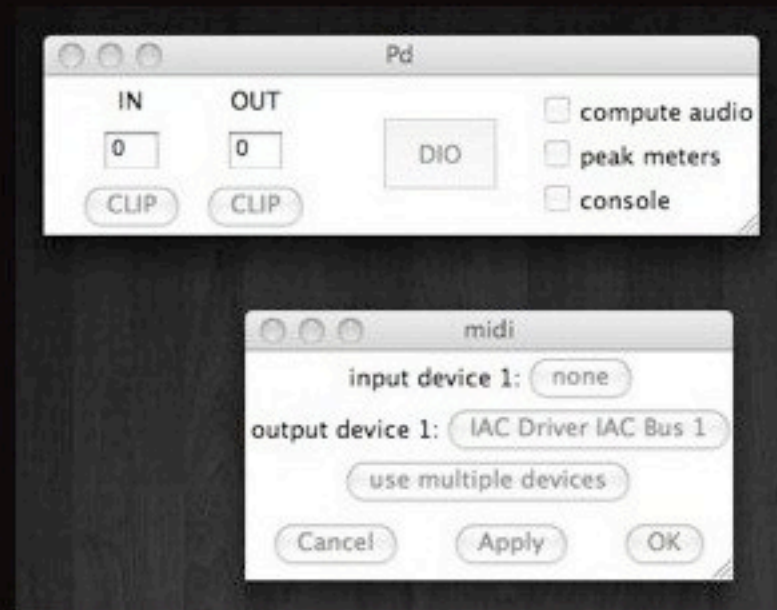 Pd
IN OUT
0 0
CLIP CLIP
DIO
compute audio
peak meters
console
midi
input device 1: none
output device 1: IAC Driver IAC Bus 1
use multiple devices
Cancel Apply OK